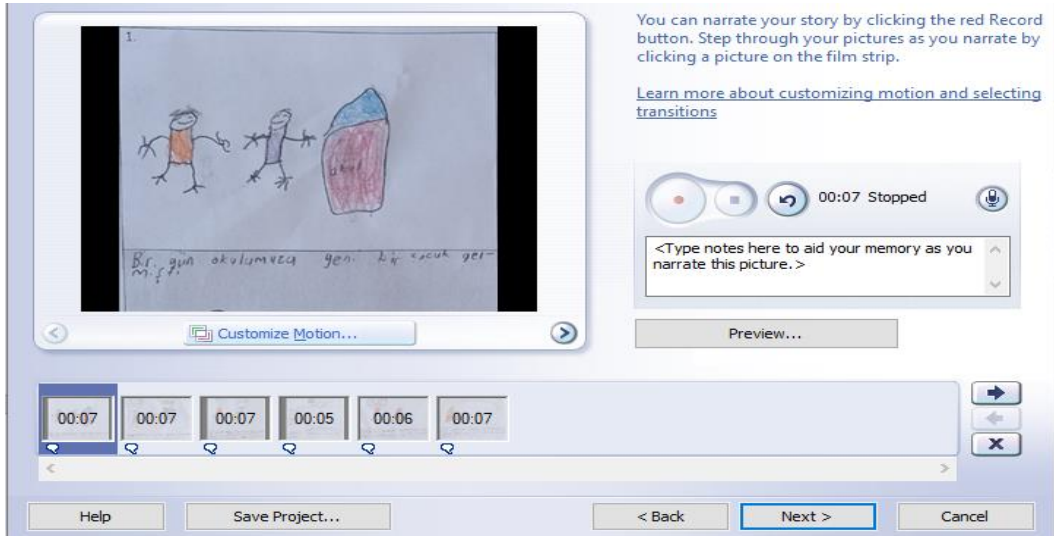 You can narrate your story by clicking the red Record
button. Step through your pictures as you narrate by
clicking a picture on the film strip.
Learn more about customizing motion and selecting
transitions
1.
Bir gün okulumuza yeni bir çocuk gel-
mişti.
00:07 Stopped
<Type notes here to aid your memory as you
narrate this picture.>
Customize Motion...
Preview...
00:07 00:07 00:07 00:05 00:06 00:07
Help Save Project... < Back Next > Cancel